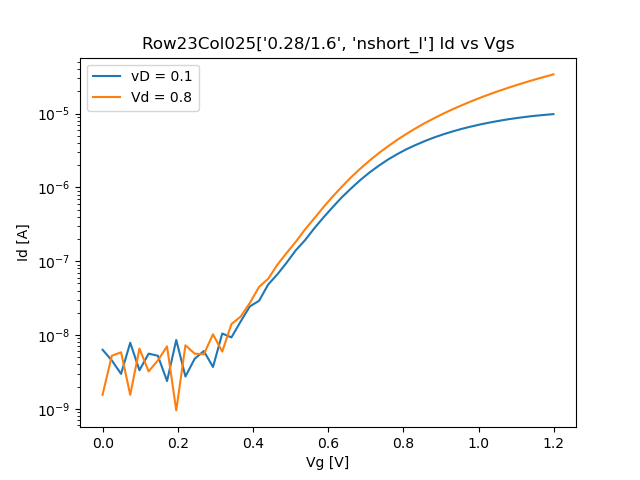 Row23Col025['0.28/1.6', 'nshort_l'] Id vs Vgs
vD = 0.1
Vd = 0.8
Id [A]
10⁻⁵
10⁻⁶
10⁻⁷
10⁻⁸
10⁻⁹
0.0 0.2 0.4 0.6 0.8 1.0 1.2
Vg [V]